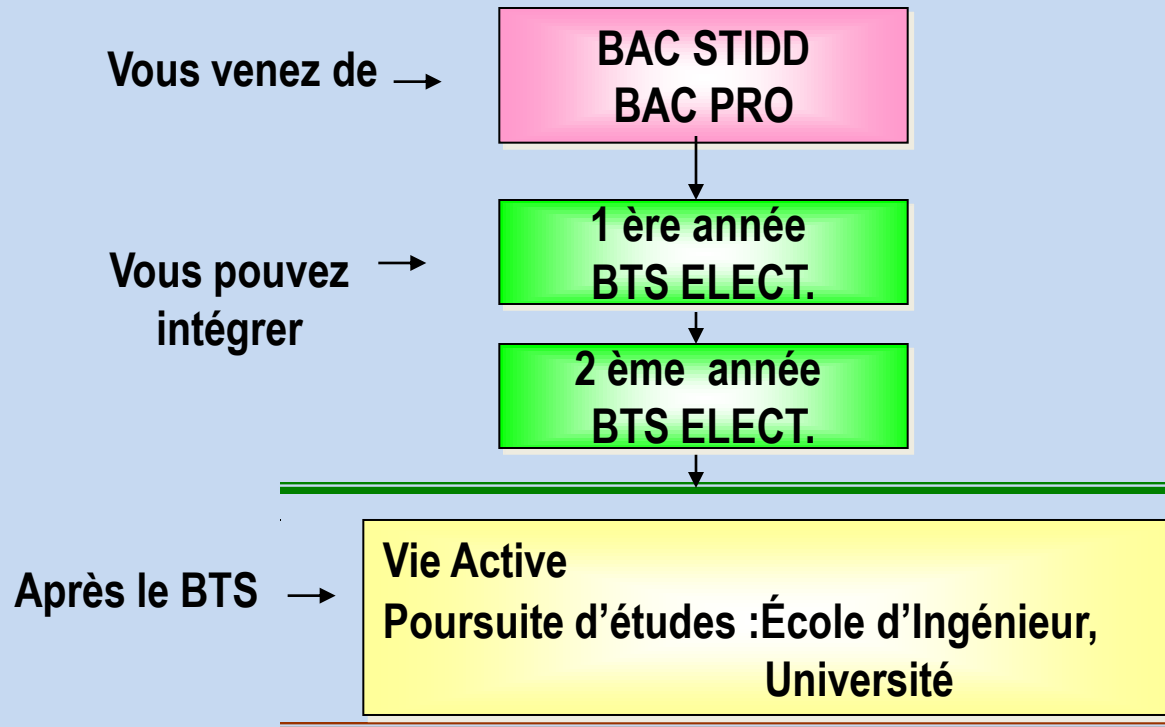 Vous venez de
BAC STIDD
BAC PRO
Vous pouvez
intégrer
1 ère année
BTS ELECT.
2 ème année
BTS ELECT.
Après le BTS
Vie Active
Poursuite d’études :École d’Ingénieur,
Université